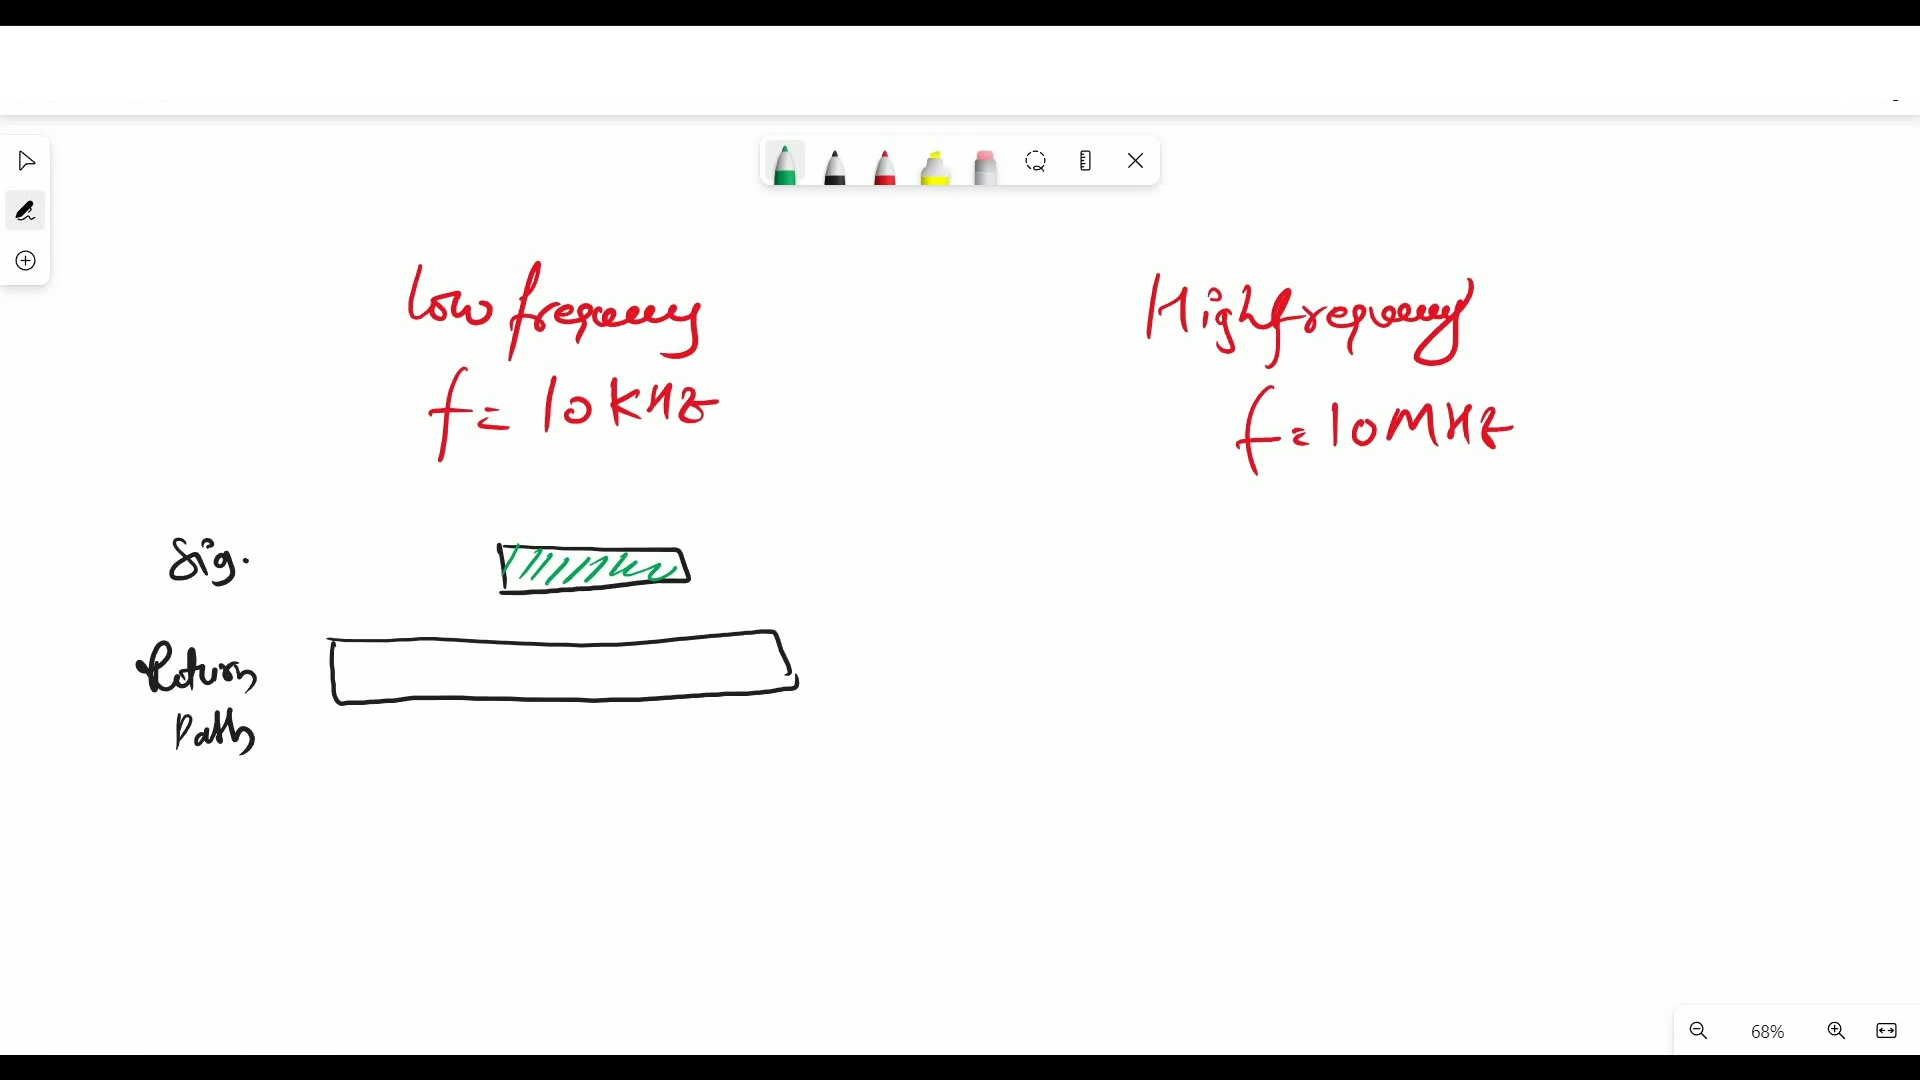 Low frequency
High frequency
f = 10 KHz
f = 10 MHz
Sig.
Return
Path
68%